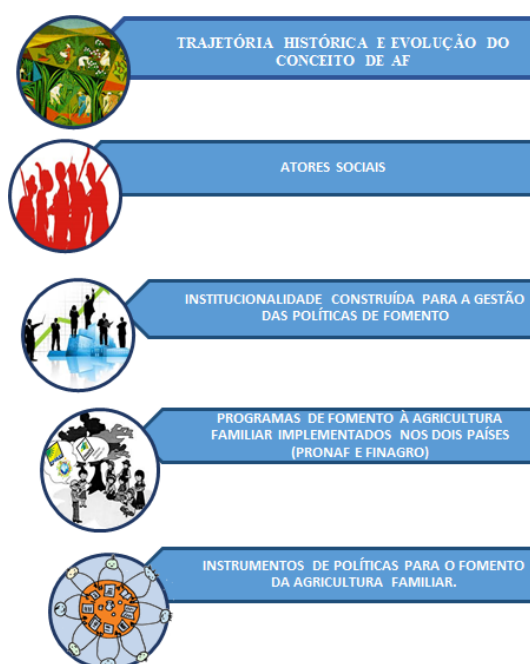 TRAJETÓRIA HISTÓRICA E EVOLUÇÃO DO
CONCEITO DE AF
ATORES SOCIAIS
INSTITUCIONALIDADE CONSTRUÍDA PARA A GESTÃO
DAS POLÍTICAS DE FOMENTO
PROGRAMAS DE FOMENTO À AGRICULTURA
FAMILIAR IMPLEMENTADOS NOS DOIS PAÍSES
(PRONAF E FINAGRO)
INSTRUMENTOS DE POLÍTICAS PARA O FOMENTO
DA AGRICULTURA FAMILIAR.